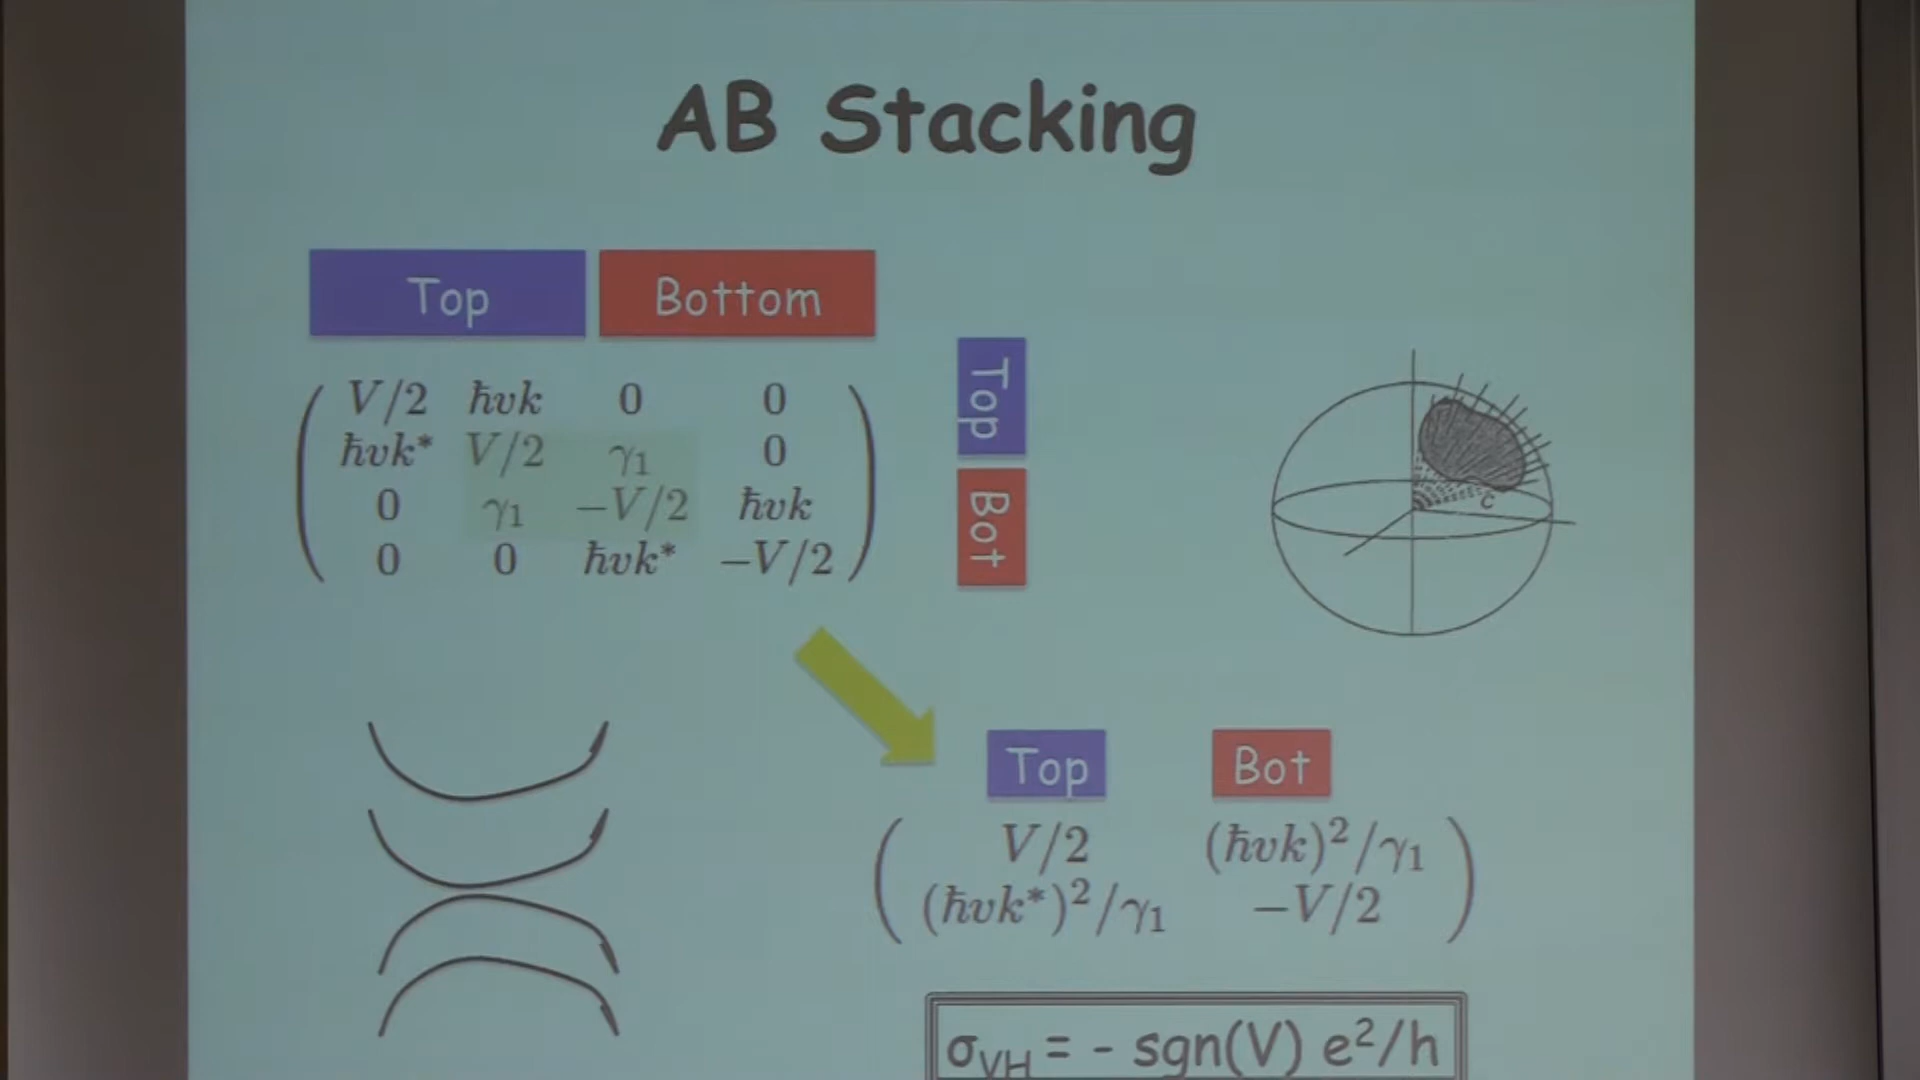 AB Stacking
Top Bottom
V/2 ħvk 0 0
ħvk* V/2 γ₁ 0
0 γ₁ −V/2 ħvk
0 0 ħvk* −V/2
Top
Bot
c
Top Bot
V/2 (ħvk)²/γ₁
(ħvk*)²/γ₁ −V/2
σ_VH = - sgn(V) e²/h